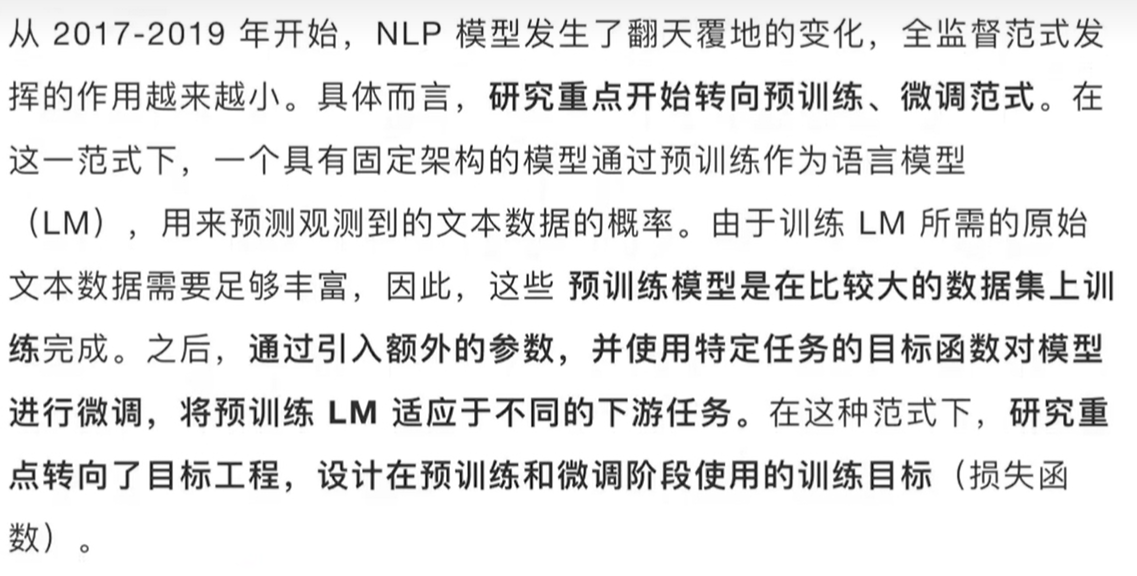 从 2017-2019 年开始，NLP 模型发生了翻天覆地的变化，全监督范式发
挥的作用越来越小。具体而言，研究重点开始转向预训练、微调范式。在
这一范式下，一个具有固定架构的模型通过预训练作为语言模型
（LM），用来预测观测到的文本数据的概率。由于训练 LM 所需的原始
文本数据需要足够丰富，因此，这些 预训练模型是在比较大的数据集上训
练完成。之后，通过引入额外的参数，并使用特定任务的目标函数对模型
进行微调，将预训练 LM 适应于不同的下游任务。在这种范式下，研究重
点转向了目标工程，设计在预训练和微调阶段使用的训练目标（损失函
数）。